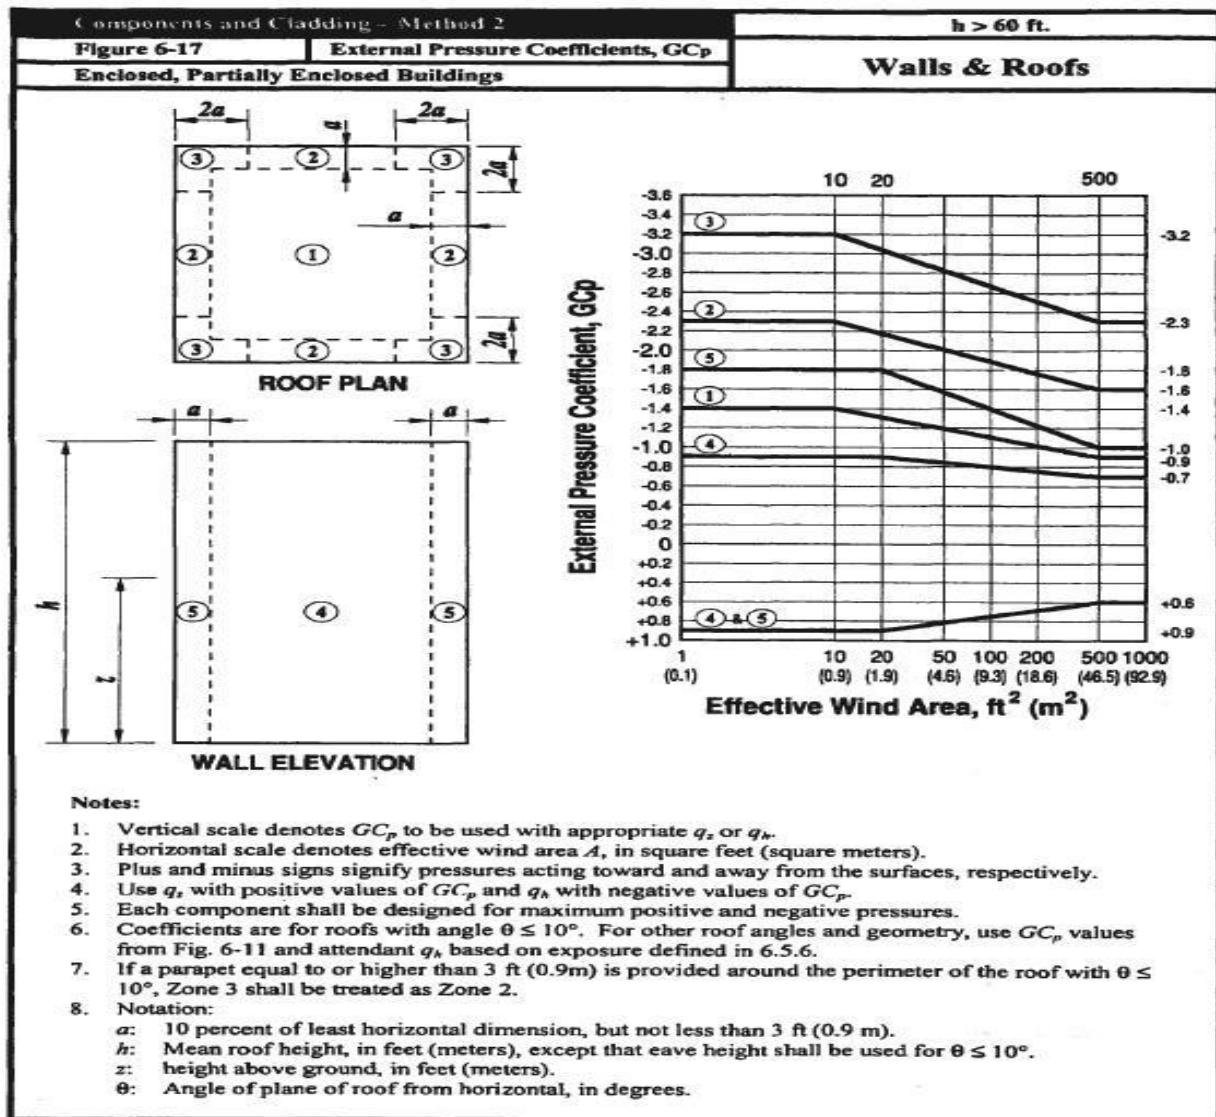 Components and Cladding – Method 2
h > 60 ft.
Figure 6-17
External Pressure Coefficients, GCp
Walls & Roofs
Enclosed, Partially Enclosed Buildings
2a
2a
a
3
2
3
2a
a
2
1
2
3
2
3
2a
ROOF PLAN
a
a
h
z
5
4
5
WALL ELEVATION
10 20 500
External Pressure Coefficient, GCp
-3.6
-3.4
-3.2
-3.0
-2.8
-2.6
-2.4
-2.2
-2.0
-1.8
-1.6
-1.4
-1.2
-1.0
-0.8
-0.6
-0.4
-0.2
0
+0.2
+0.4
+0.6
+0.8
+1.0
3
2
5
1
4
4 & 5
-3.2
-2.3
-1.8
-1.6
-1.4
-1.0
-0.9
-0.7
+0.6
+0.9
1 10 20 50 100 200 500 1000
(0.1) (0.9) (1.9) (4.6) (9.3) (18.6) (46.5) (92.9)
Effective Wind Area, ft² (m²)
Notes:
1. Vertical scale denotes GCp to be used with appropriate qz or qh.
2. Horizontal scale denotes effective wind area A, in square feet (square meters).
3. Plus and minus signs signify pressures acting toward and away from the surfaces, respectively.
4. Use qz with positive values of GCp and qh with negative values of GCp.
5. Each component shall be designed for maximum positive and negative pressures.
6. Coefficients are for roofs with angle θ ≤ 10°. For other roof angles and geometry, use GCp values
from Fig. 6-11 and attendant qh based on exposure defined in 6.5.6.
7. If a parapet equal to or higher than 3 ft (0.9m) is provided around the perimeter of the roof with θ ≤
10°, Zone 3 shall be treated as Zone 2.
8. Notation:
a: 10 percent of least horizontal dimension, but not less than 3 ft (0.9 m).
h: Mean roof height, in feet (meters), except that eave height shall be used for θ ≤ 10°.
z: height above ground, in feet (meters).
θ: Angle of plane of roof from horizontal, in degrees.